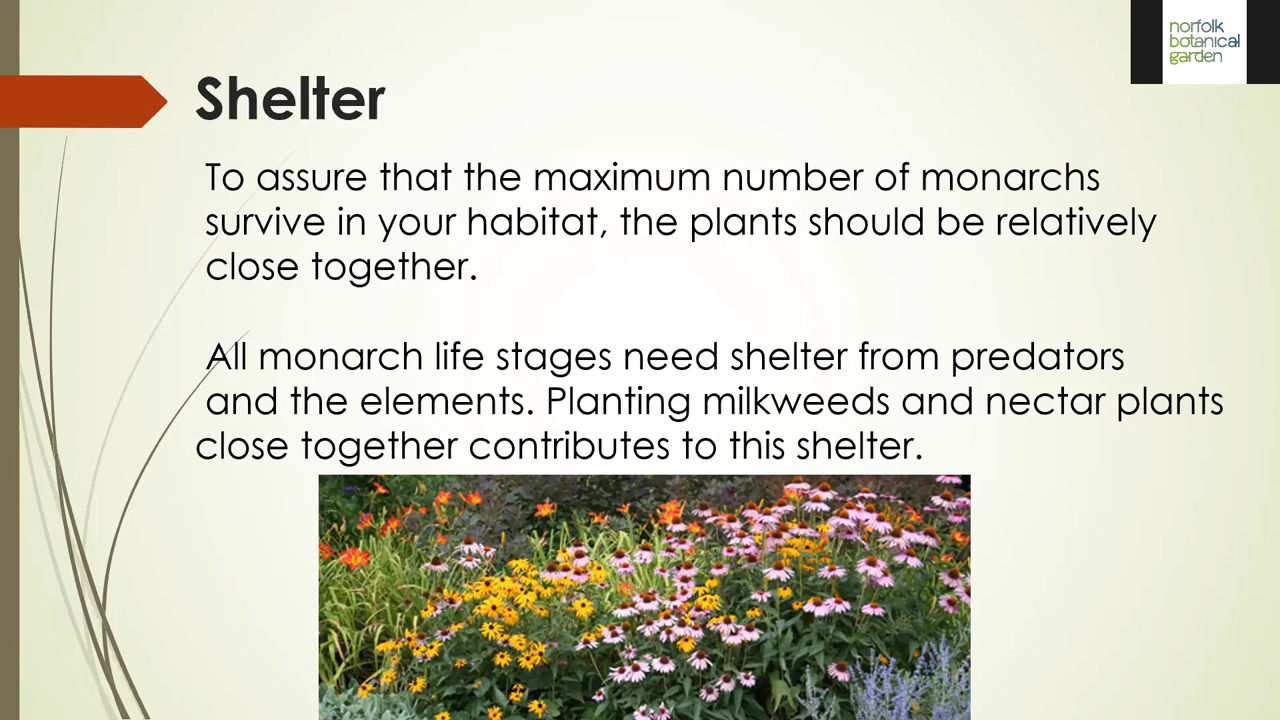 norfolk
botanical
garden
Shelter
To assure that the maximum number of monarchs
survive in your habitat, the plants should be relatively
close together.
All monarch life stages need shelter from predators
and the elements. Planting milkweeds and nectar plants
close together contributes to this shelter.